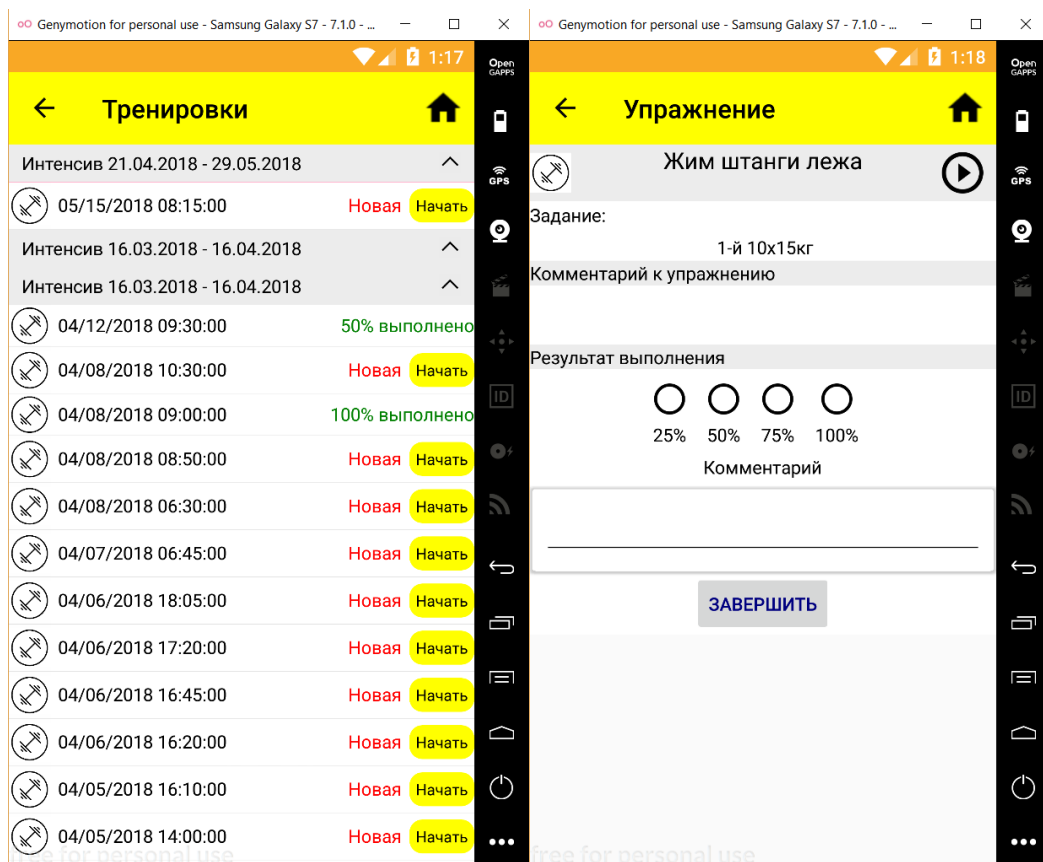 Genymotion for personal use - Samsung Galaxy S7 - 7.1.0 - ...
1:17
Open GAPPS
Тренировки
Интенсив 21.04.2018 - 29.05.2018
GPS
05/15/2018 08:15:00 Новая Начать
Интенсив 16.03.2018 - 16.04.2018
Интенсив 16.03.2018 - 16.04.2018
04/12/2018 09:30:00 50% выполнено
04/08/2018 10:30:00 Новая Начать
ID
04/08/2018 09:00:00 100% выполнено
04/08/2018 08:50:00 Новая Начать
04/08/2018 06:30:00 Новая Начать
04/07/2018 06:45:00 Новая Начать
04/06/2018 18:05:00 Новая Начать
04/06/2018 17:20:00 Новая Начать
04/06/2018 16:45:00 Новая Начать
04/06/2018 16:20:00 Новая Начать
04/05/2018 16:10:00 Новая Начать
04/05/2018 14:00:00 Новая Начать
free for personal use
Genymotion for personal use - Samsung Galaxy S7 - 7.1.0 - ...
1:18
Open GAPPS
Упражнение
Жим штанги лежа
GPS
Задание:
1-й 10x15кг
Комментарий к упражнению
Результат выполнения
ID
25% 50% 75% 100%
Комментарий
ЗАВЕРШИТЬ
free for personal use